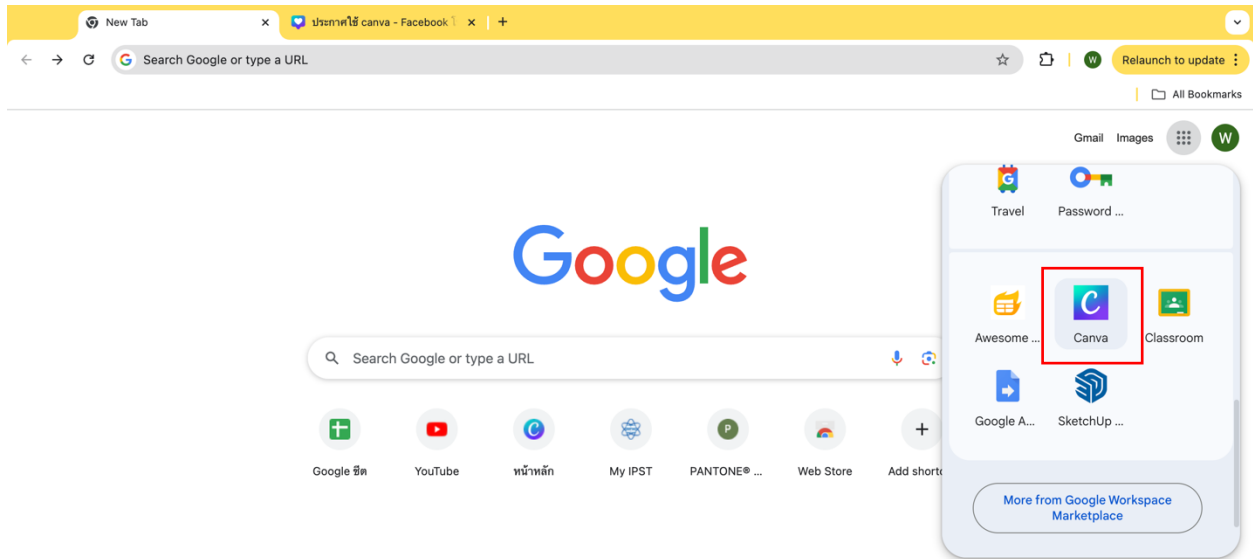 New Tab
ประกาศใช้ canva - Facebook
Search Google or type a URL
W
Relaunch to update
All Bookmarks
Gmail Images W
Travel Password ...
Google
Awesome ... Canva Classroom
Search Google or type a URL
Google A... SketchUp ...
Google ชีต YouTube หน้าหลัก My IPST PANTONE® ... Web Store Add shortc
P
More from Google Workspace
Marketplace